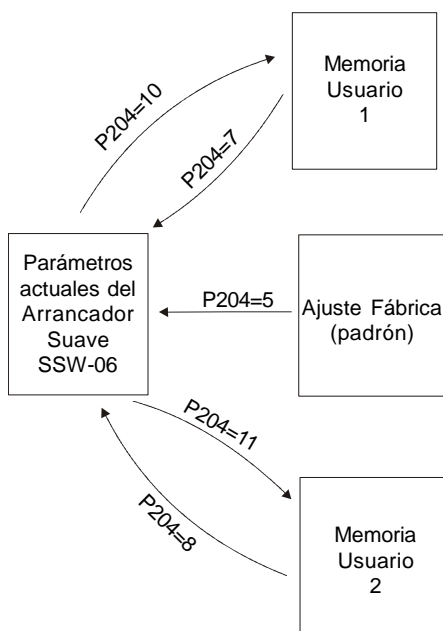 Memoria
Usuario
1
P204=10
P204=7
Parámetros
actuales del
Arrancador
Suave
SSW-06
P204=5
Ajuste Fábrica
(padrón)
P204=11
P204=8
Memoria
Usuario
2